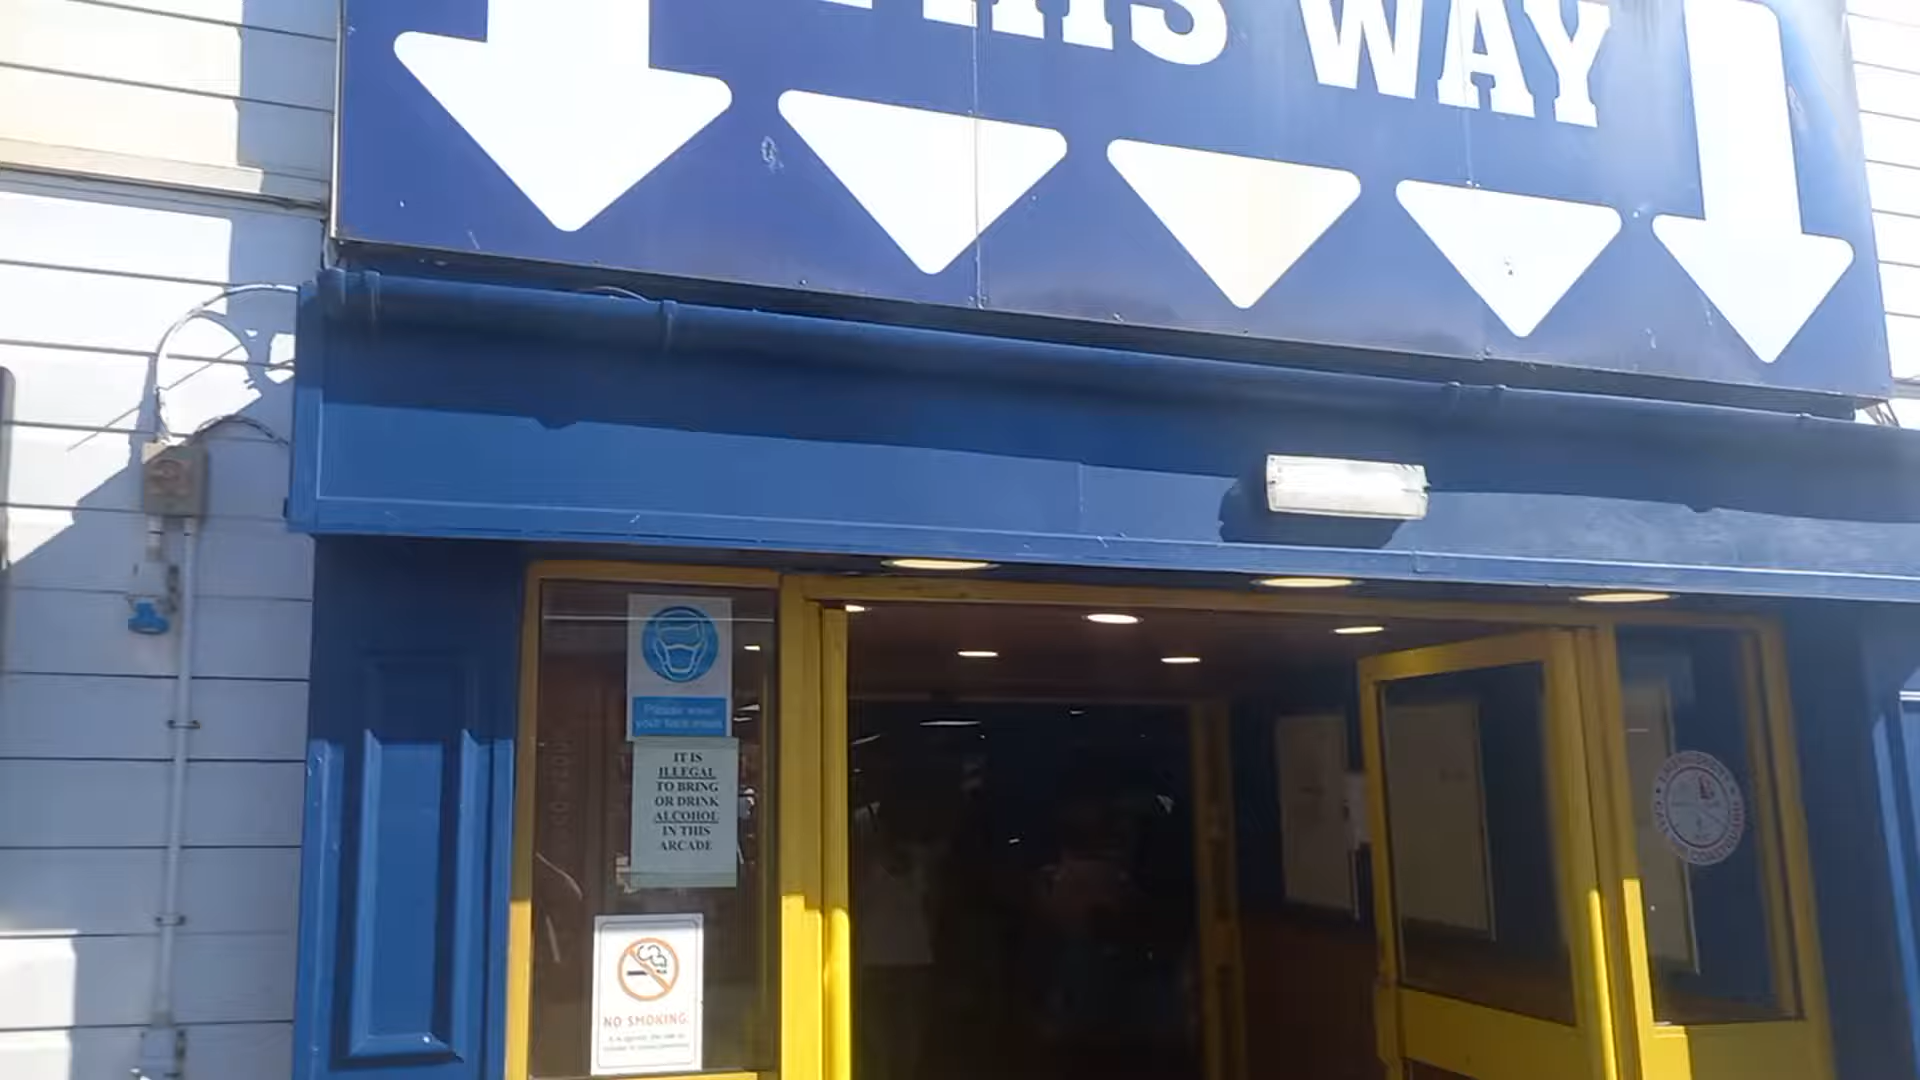 THIS WAY
Please wear
your face mask
IT IS
ILLEGAL
TO BRING
OR DRINK
ALCOHOL
IN THIS
ARCADE
NO SMOKING